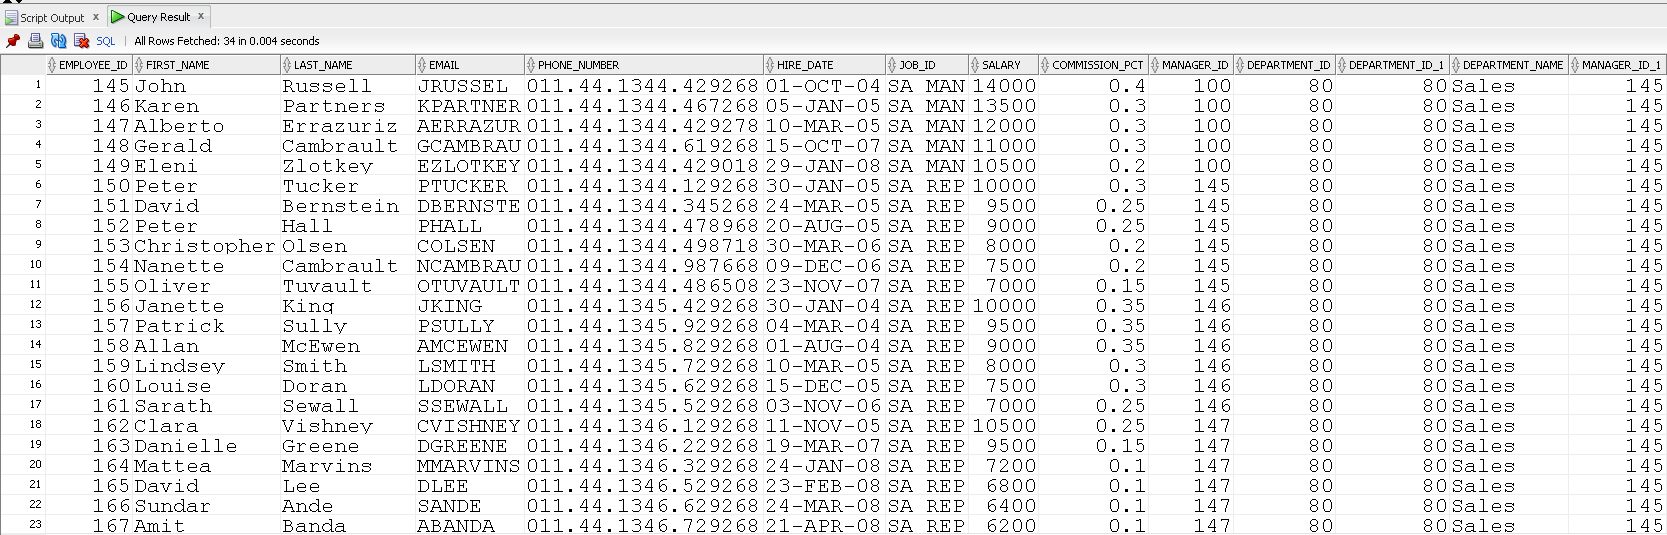 Script Output x Query Result x
SQL | All Rows Fetched: 34 in 0.004 seconds
EMPLOYEE_ID FIRST_NAME LAST_NAME EMAIL PHONE_NUMBER HIRE_DATE JOB_ID SALARY COMMISSION_PCT MANAGER_ID DEPARTMENT_ID DEPARTMENT_ID_1 DEPARTMENT_NAME MANAGER_ID_1
1 145 John Russell JRUSSEL 011.44.1344.429268 01-OCT-04 SA_MAN 14000 0.4 100 80 80 Sales 145
2 146 Karen Partners KPARTNER 011.44.1344.467268 05-JAN-05 SA_MAN 13500 0.3 100 80 80 Sales 145
3 147 Alberto Errazuriz AERRAZUR 011.44.1344.429278 10-MAR-05 SA_MAN 12000 0.3 100 80 80 Sales 145
4 148 Gerald Cambrault GCAMBRAU 011.44.1344.619268 15-OCT-07 SA_MAN 11000 0.3 100 80 80 Sales 145
5 149 Eleni Zlotkey EZLOTKEY 011.44.1344.429018 29-JAN-08 SA_MAN 10500 0.2 100 80 80 Sales 145
6 150 Peter Tucker PTUCKER 011.44.1344.129268 30-JAN-05 SA_REP 10000 0.3 145 80 80 Sales 145
7 151 David Bernstein DBERNSTE 011.44.1344.345268 24-MAR-05 SA_REP 9500 0.25 145 80 80 Sales 145
8 152 Peter Hall PHALL 011.44.1344.478968 20-AUG-05 SA_REP 9000 0.25 145 80 80 Sales 145
9 153 Christopher Olsen COLSEN 011.44.1344.498718 30-MAR-06 SA_REP 8000 0.2 145 80 80 Sales 145
10 154 Nanette Cambrault NCAMBRAU 011.44.1344.987668 09-DEC-06 SA_REP 7500 0.2 145 80 80 Sales 145
11 155 Oliver Tuvault OTUVAULT 011.44.1344.486508 23-NOV-07 SA_REP 7000 0.15 145 80 80 Sales 145
12 156 Janette King JKING 011.44.1345.429268 30-JAN-04 SA_REP 10000 0.35 146 80 80 Sales 145
13 157 Patrick Sully PSULLY 011.44.1345.929268 04-MAR-04 SA_REP 9500 0.35 146 80 80 Sales 145
14 158 Allan McEwen AMCEWEN 011.44.1345.829268 01-AUG-04 SA_REP 9000 0.35 146 80 80 Sales 145
15 159 Lindsey Smith LSMITH 011.44.1345.729268 10-MAR-05 SA_REP 8000 0.3 146 80 80 Sales 145
16 160 Louise Doran LDORAN 011.44.1345.629268 15-DEC-05 SA_REP 7500 0.3 146 80 80 Sales 145
17 161 Sarath Sewall SSEWALL 011.44.1345.529268 03-NOV-06 SA_REP 7000 0.25 146 80 80 Sales 145
18 162 Clara Vishney CVISHNEY 011.44.1346.129268 11-NOV-05 SA_REP 10500 0.25 147 80 80 Sales 145
19 163 Danielle Greene DGREENE 011.44.1346.229268 19-MAR-07 SA_REP 9500 0.15 147 80 80 Sales 145
20 164 Mattea Marvins MMARVINS 011.44.1346.329268 24-JAN-08 SA_REP 7200 0.1 147 80 80 Sales 145
21 165 David Lee DLEE 011.44.1346.529268 23-FEB-08 SA_REP 6800 0.1 147 80 80 Sales 145
22 166 Sundar Ande SANDE 011.44.1346.629268 24-MAR-08 SA_REP 6400 0.1 147 80 80 Sales 145
23 167 Amit Banda ABANDA 011.44.1346.729268 21-APR-08 SA_REP 6200 0.1 147 80 80 Sales 145